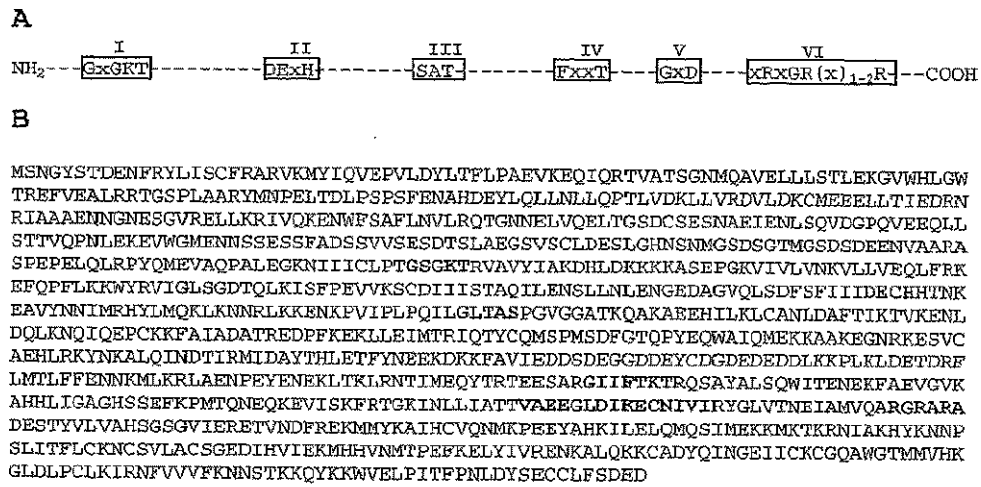 A
I II III IV V VI
NH2---GxGKT---------DExH--------SAT--------FxxT-----GxD----xRxGR(x)1-2R---COOH
B
MSNGYSTDENFRYLISCFRARVKMYIQVEPVLDYLTFLPAEVKEQIQRTVATSGNMQAVELLLSTLEKGVWHLGW
TREFVEALRRTGSPLAARYMNPELTDLPSPSFENAHDEYLQLLNLLQPTLVDKLLVRDVLDKCMEEELLTIEDRN
RIAAAENNGNESGVRELLKRIVQKENWFSAFLNVLRQTGNNELVQELTGSDCSESNAEIENLSQVDGPQVEEQLL
STTVQPNLEKEVWGMENNSSESSFADSSVVSESDTSLAEGSVSCLDESLGHNSNMGSDSGTMGSDSDEENVAARA
SPEPELQLRPYQMEVAQPALEGKNIIICLPTGSGKTRVAVYIAKDHLDKKKKASEPGKVIVLVNKVLLVEQLFRK
EFQPFLKKWYRVIGLSGDTQLKISFPEVVKSCDIIISTAQILENSLLNLENGEDAGVQLSDFSFIIIDECHHTNK
EAVYNNIMRHYLMQKLKNNRLKKENKPVIPLPQILGLTASPGVGGATKQAKAEEHILKLCANLDAFTIKTVKENL
DQLKNQIQEPCKKFAIADATREDPFKEKLLEIMTRIQTYCQMSPMSDFGTQPYEQWAIQMEKKAAKEGNRKESVC
AEHLRKYNKALQINDTIRMIDAYTHLETFYNEEKDKKFAVIEDDSDEGGDDEYCDGDEDEDDLKKPLKLDETDRF
LMTLFFENNKMLKRLAENPEYENEKLTKLRNTIMEQYTRTEESARGIIFTKTRQSAYALSQWITENEKFAEVGVK
AHHLIGAGHSSEFKPMTQNEQKEVISKFRTGKINLLIATTVAEEGLDIKECNIVIRYGLVTNEIAMVQARGRARA
DESTYVLVAHSGSGVIERETVNDFREKMMYKAIHCVQNMKPEEYAHKILELQMQSIMEKKMKTKRNIAKHYKNNP
SLITFLCKNCSVLACSGEDIHVIEKMHHVNMTPEFKELYIVRENKALQKKCADYQINGEIICKCGQAWGTMMVHK
GLDLPCLKIRNFVVVFKNNSTKKQYKKWVELPITFPNLDYSECCLFSDED